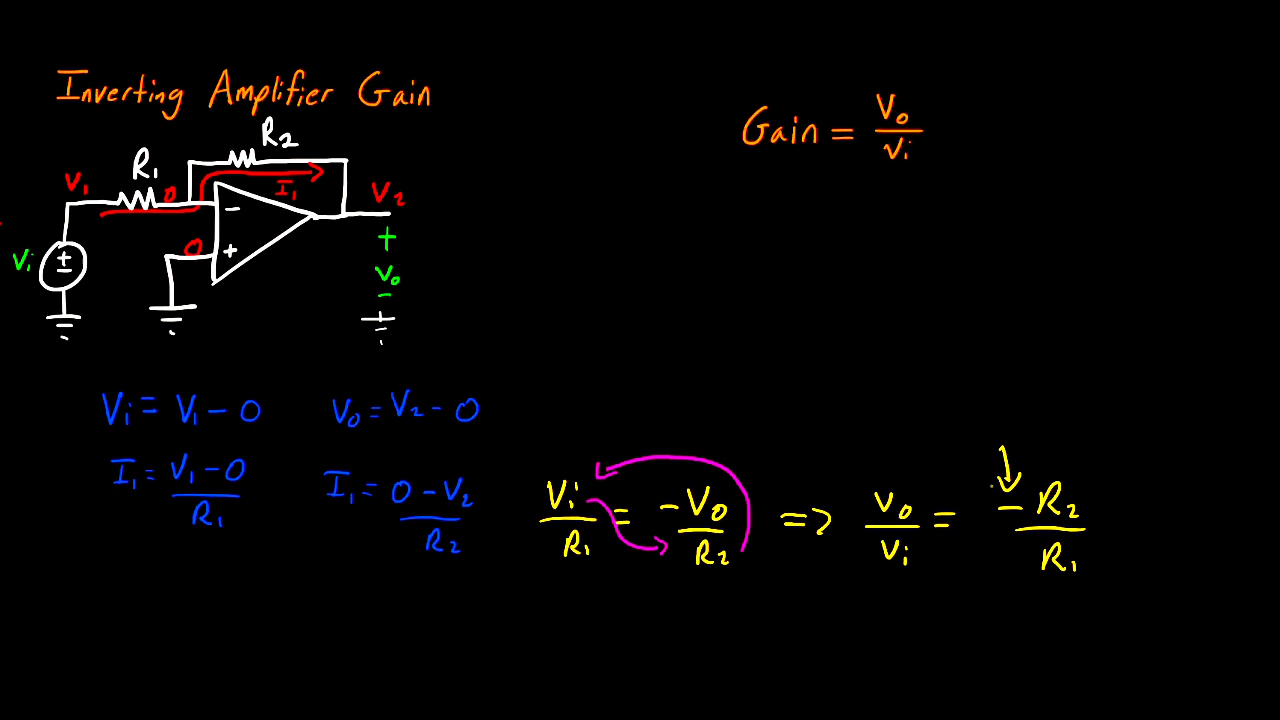 Inverting Amplifier Gain
Gain = Vo/Vi
R1
R2
V1
0
I1
V2
−
+
0
Vi
+
−
+
Vo
−
Vi = V1 − 0
Vo = V2 − 0
I1 = (V1 − 0)/R1
I1 = (0 − V2)/R2
Vi/R1 = −Vo/R2 => Vo/Vi = −R2/R1